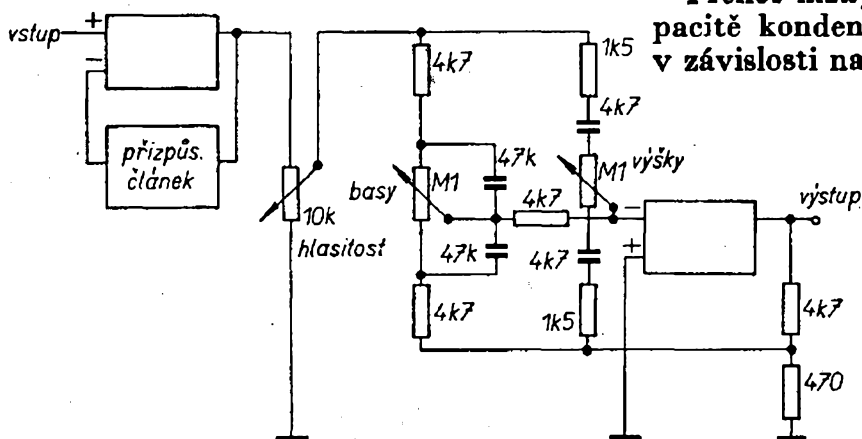 Přenos
pacitě konden
v závislosti na
vstup
+
−
přizpůs.
článek
10k
hlasitost
4k7
basy
M1
47k
47k
4k7
4k7
1k5
4k7
M1
výšky
4k7
1k5
−
+
výstup
4k7
470